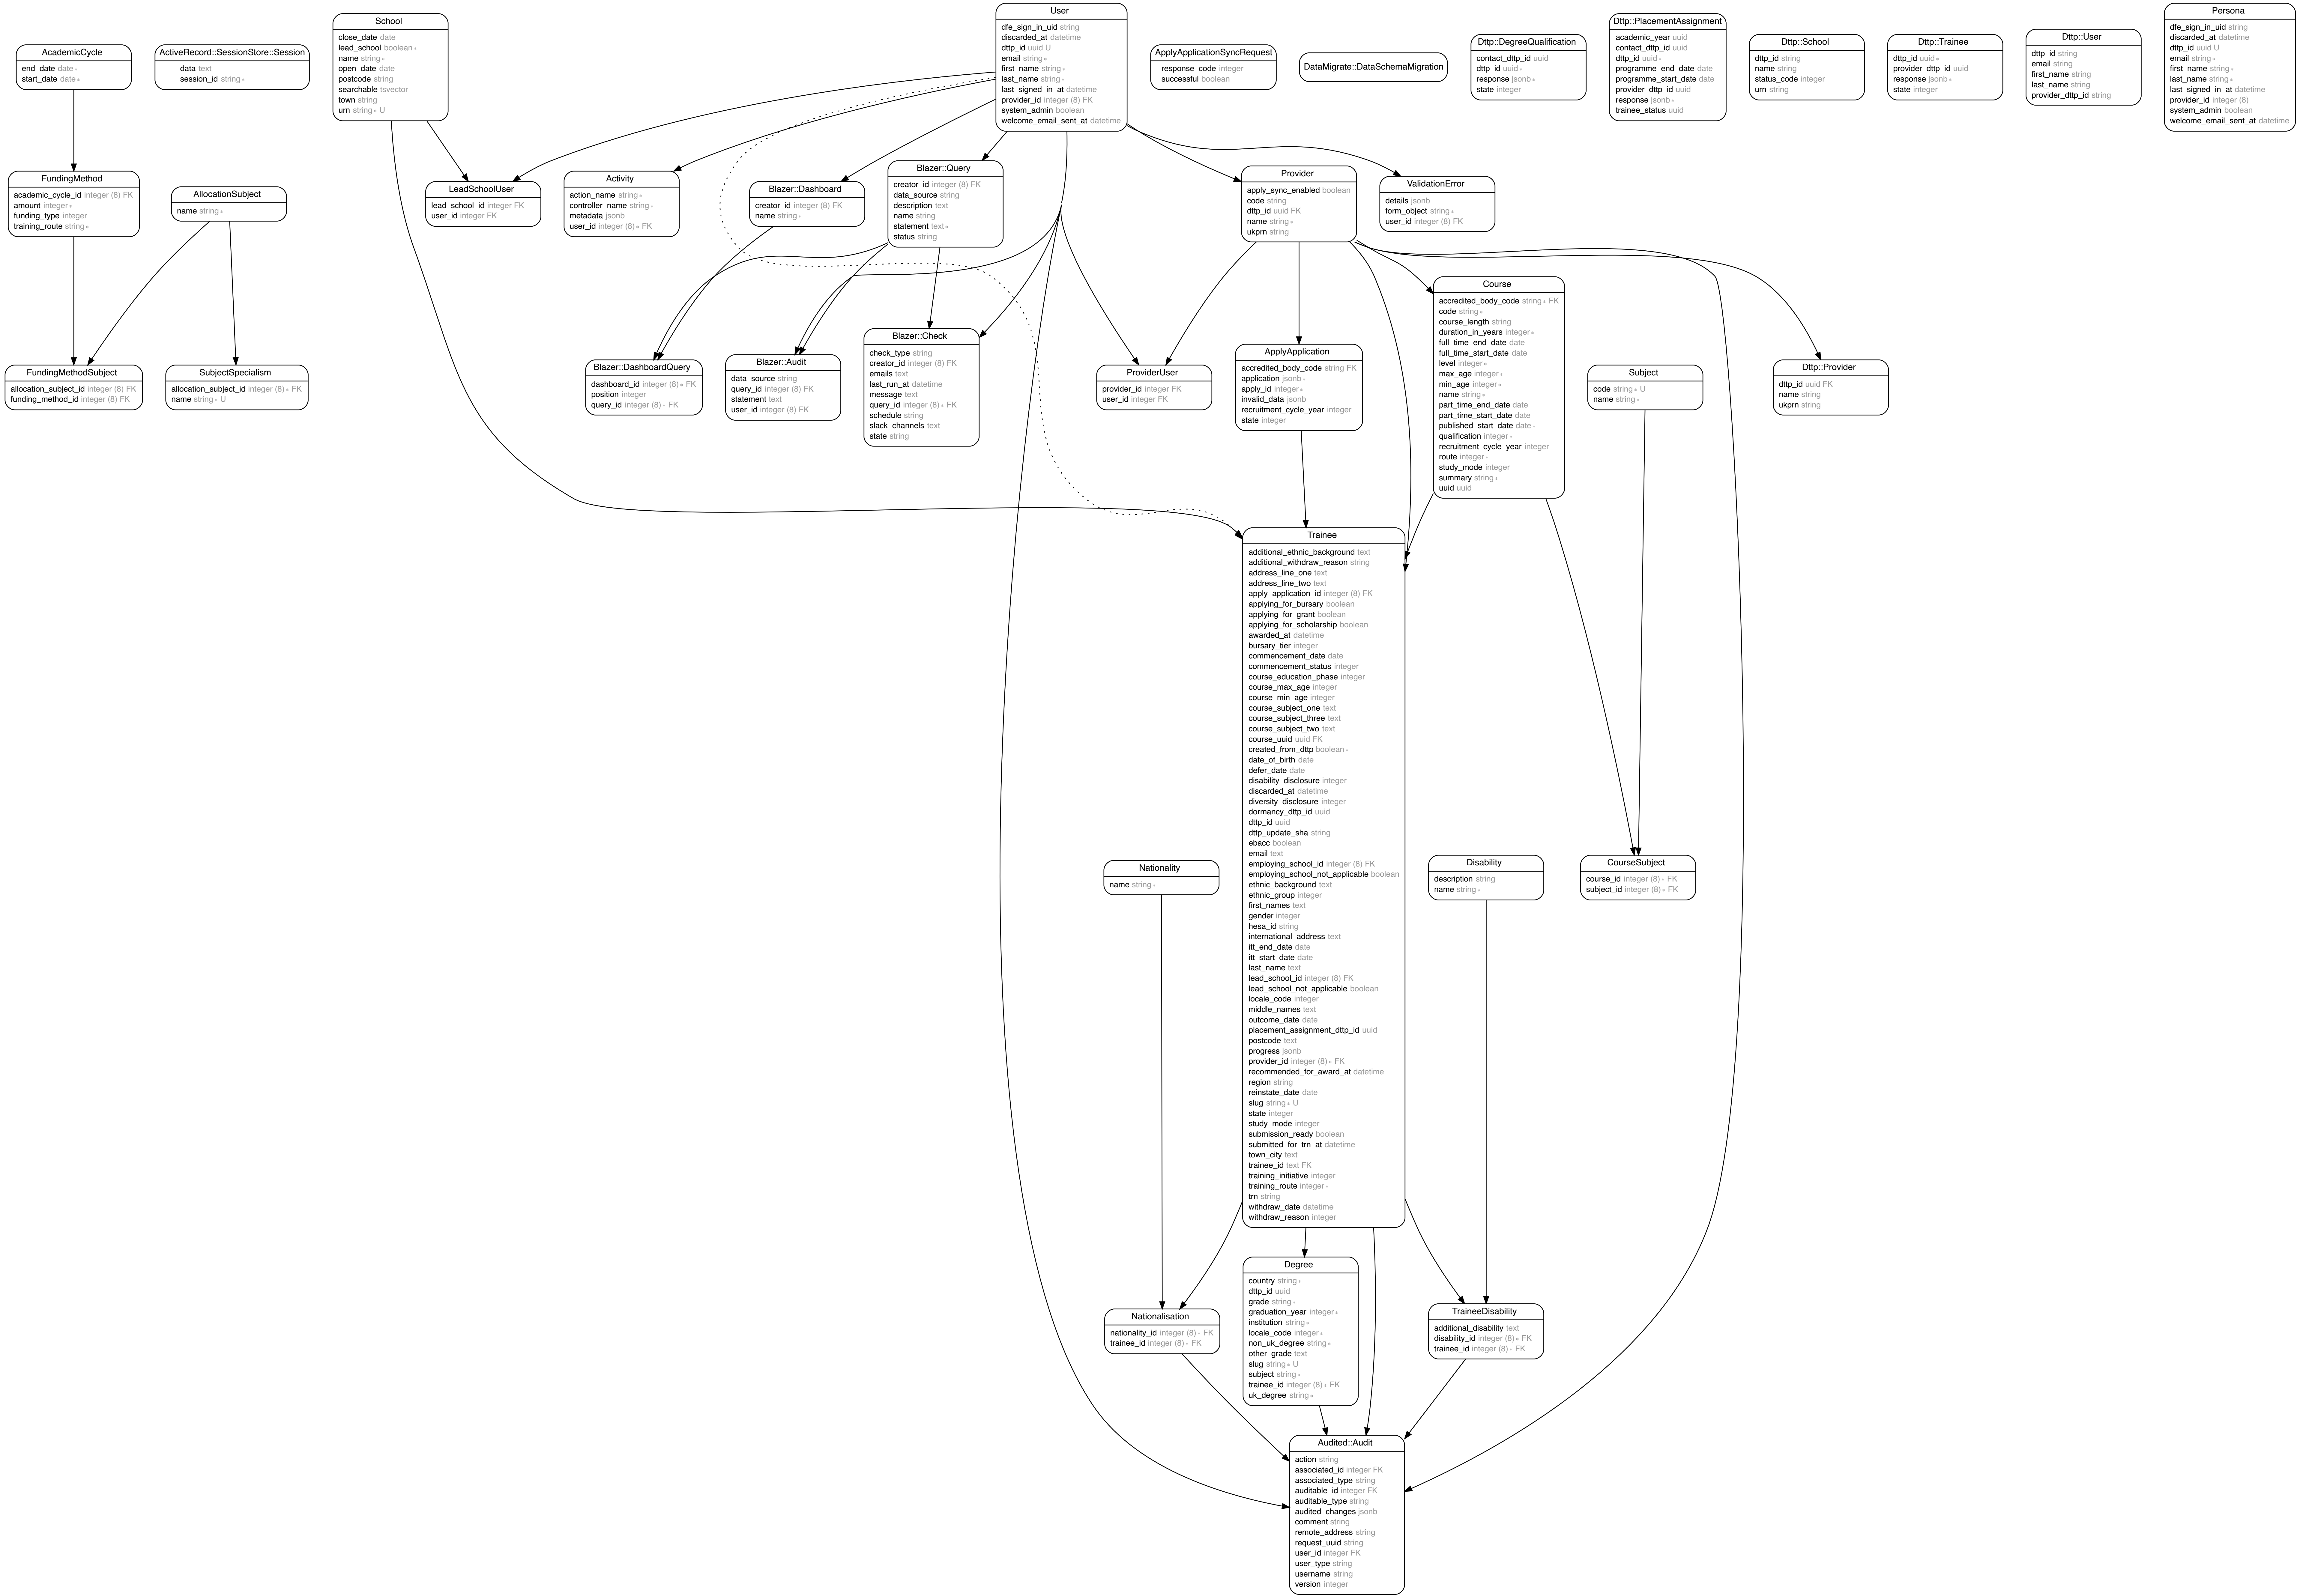 AcademicCycle
end_date date ∗
start_date date ∗
ActiveRecord::SessionStore::Session
data text
session_id string ∗
School
close_date date
lead_school boolean ∗
name string ∗
open_date date
postcode string
searchable tsvector
town string
urn string ∗ U
User
dfe_sign_in_uid string
discarded_at datetime
dttp_id uuid U
email string ∗
first_name string ∗
last_name string ∗
last_signed_in_at datetime
provider_id integer (8) FK
system_admin boolean
welcome_email_sent_at datetime
ApplyApplicationSyncRequest
response_code integer
successful boolean
DataMigrate::DataSchemaMigration
Dttp::DegreeQualification
contact_dttp_id uuid
dttp_id uuid ∗
response jsonb ∗
state integer
Dttp::PlacementAssignment
academic_year uuid
contact_dttp_id uuid
dttp_id uuid ∗
programme_end_date date
programme_start_date date
provider_dttp_id uuid
response jsonb ∗
trainee_status uuid
Dttp::School
dttp_id string
name string
status_code integer
urn string
Dttp::Trainee
dttp_id uuid ∗
provider_dttp_id uuid
response jsonb ∗
state integer
Dttp::User
dttp_id string
email string
first_name string
last_name string
provider_dttp_id string
Persona
dfe_sign_in_uid string
discarded_at datetime
dttp_id uuid U
email string ∗
first_name string ∗
last_name string ∗
last_signed_in_at datetime
provider_id integer (8)
system_admin boolean
welcome_email_sent_at datetime
FundingMethod
academic_cycle_id integer (8) FK
amount integer ∗
funding_type integer
training_route string ∗
AllocationSubject
name string ∗
LeadSchoolUser
lead_school_id integer FK
user_id integer FK
Activity
action_name string ∗
controller_name string ∗
metadata jsonb
user_id integer (8) ∗ FK
Blazer::Dashboard
creator_id integer (8) FK
name string ∗
Blazer::Query
creator_id integer (8) FK
data_source string
description text
name string
statement text ∗
status string
Provider
apply_sync_enabled boolean
code string
dttp_id uuid FK
name string ∗
ukprn string
ValidationError
details jsonb
form_object string ∗
user_id integer (8) FK
Course
accredited_body_code string ∗ FK
code string ∗
course_length string
duration_in_years integer ∗
full_time_end_date date
full_time_start_date date
level integer ∗
max_age integer ∗
min_age integer ∗
name string ∗
part_time_end_date date
part_time_start_date date
published_start_date date ∗
qualification integer ∗
recruitment_cycle_year integer
route integer ∗
study_mode integer
summary string ∗
uuid uuid
FundingMethodSubject
allocation_subject_id integer (8) FK
funding_method_id integer (8) FK
SubjectSpecialism
allocation_subject_id integer (8) ∗ FK
name string ∗ U
Blazer::DashboardQuery
dashboard_id integer (8) ∗ FK
position integer
query_id integer (8) ∗ FK
Blazer::Audit
data_source string
query_id integer (8) FK
statement text
user_id integer (8) FK
Blazer::Check
check_type string
creator_id integer (8) FK
emails text
last_run_at datetime
message text
query_id integer (8) ∗ FK
schedule string
slack_channels text
state string
ProviderUser
provider_id integer FK
user_id integer FK
ApplyApplication
accredited_body_code string FK
application jsonb ∗
apply_id integer ∗
invalid_data jsonb
recruitment_cycle_year integer
state integer
Subject
code string ∗ U
name string ∗
Dttp::Provider
dttp_id uuid FK
name string
ukprn string
Trainee
additional_ethnic_background text
additional_withdraw_reason string
address_line_one text
address_line_two text
apply_application_id integer (8) FK
applying_for_bursary boolean
applying_for_grant boolean
applying_for_scholarship boolean
awarded_at datetime
bursary_tier integer
commencement_date date
commencement_status integer
course_education_phase integer
course_max_age integer
course_min_age integer
course_subject_one text
course_subject_three text
course_subject_two text
course_uuid uuid FK
created_from_dttp boolean ∗
date_of_birth date
defer_date date
disability_disclosure integer
discarded_at datetime
diversity_disclosure integer
dormancy_dttp_id uuid
dttp_id uuid
dttp_update_sha string
ebacc boolean
email text
employing_school_id integer (8) FK
employing_school_not_applicable boolean
ethnic_background text
ethnic_group integer
first_names text
gender integer
hesa_id string
international_address text
itt_end_date date
itt_start_date date
last_name text
lead_school_id integer (8) FK
lead_school_not_applicable boolean
locale_code integer
middle_names text
outcome_date date
placement_assignment_dttp_id uuid
postcode text
progress jsonb
provider_id integer (8) ∗ FK
recommended_for_award_at datetime
region string
reinstate_date date
slug string ∗ U
state integer
study_mode integer
submission_ready boolean
submitted_for_trn_at datetime
town_city text
trainee_id text FK
training_initiative integer
training_route integer ∗
trn string
withdraw_date datetime
withdraw_reason integer
Nationality
name string ∗
Disability
description string
name string ∗
CourseSubject
course_id integer (8) ∗ FK
subject_id integer (8) ∗ FK
Nationalisation
nationality_id integer (8) ∗ FK
trainee_id integer (8) ∗ FK
Degree
country string ∗
dttp_id uuid
grade string ∗
graduation_year integer ∗
institution string ∗
locale_code integer ∗
non_uk_degree string ∗
other_grade text
slug string ∗ U
subject string ∗
trainee_id integer (8) ∗ FK
uk_degree string ∗
TraineeDisability
additional_disability text
disability_id integer (8) ∗ FK
trainee_id integer (8) ∗ FK
Audited::Audit
action string
associated_id integer FK
associated_type string
auditable_id integer FK
auditable_type string
audited_changes jsonb
comment string
remote_address string
request_uuid string
user_id integer FK
user_type string
username string
version integer